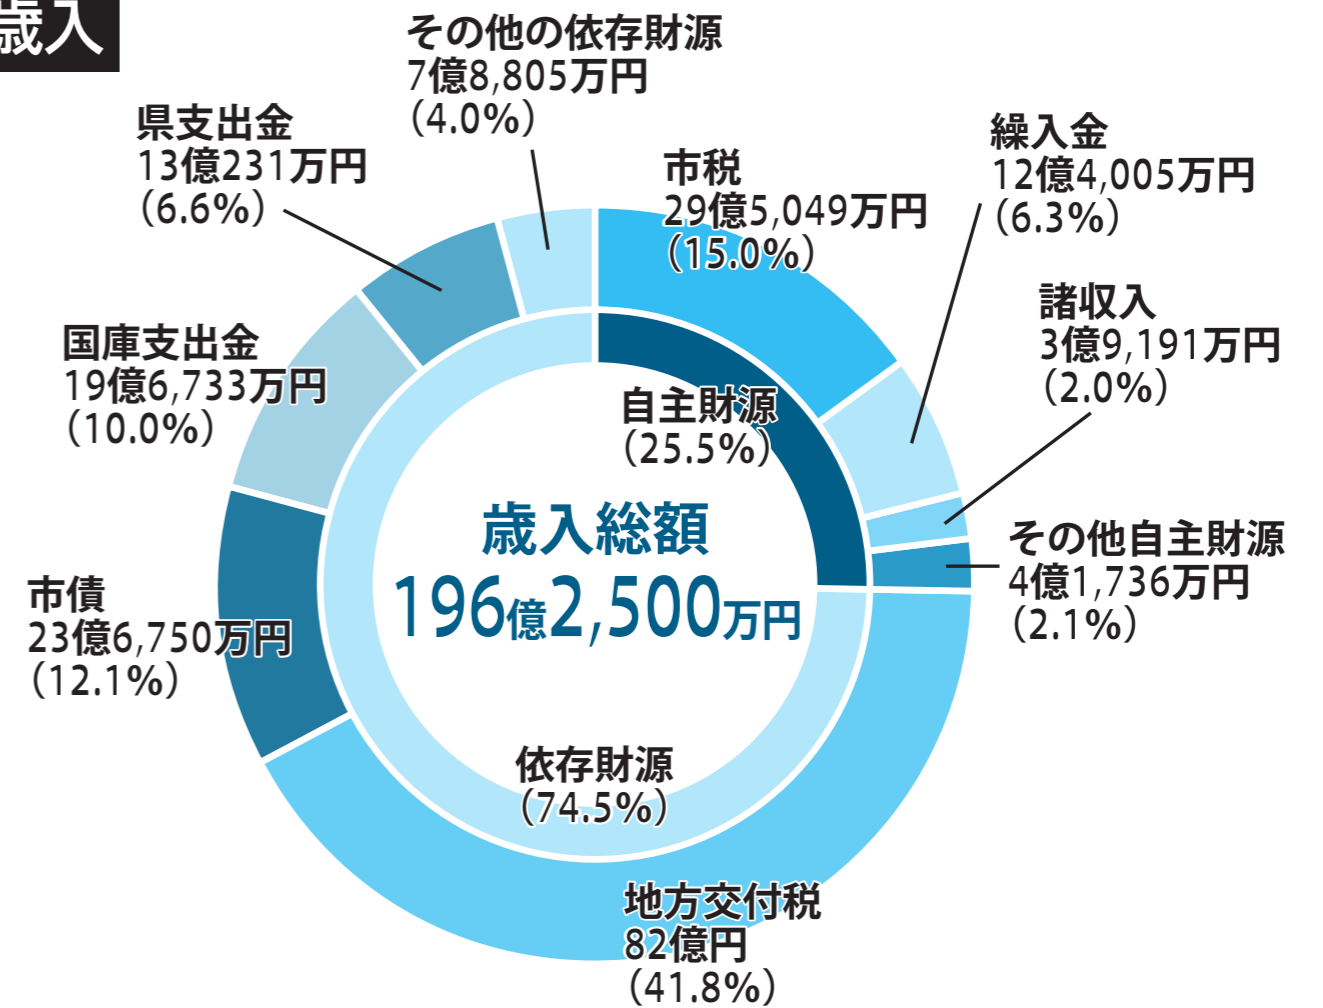 歳入
その他の依存財源
7億8,805万円
（4.0%）
県支出金
13億231万円
（6.6%）
市税
29億5,049万円
（15.0%）
繰入金
12億4,005万円
（6.3%）
諸収入
3億9,191万円
（2.0%）
国庫支出金
19億6,733万円
（10.0%）
自主財源
（25.5%）
歳入総額
196億2,500万円
その他自主財源
4億1,736万円
（2.1%）
市債
23億6,750万円
（12.1%）
依存財源
（74.5%）
地方交付税
82億円
（41.8%）